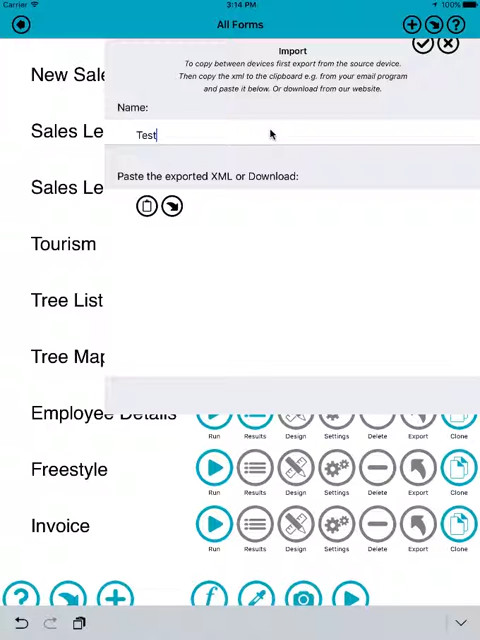 Carrier
3:14 PM
100%
All Forms
Import
To copy between devices first export from the source device.
Then copy the xml to the clipboard e.g. from your email program
and paste it below. Or download from our website.
Name:
Test
Paste the exported XML or Download:
New Sale
Sales Le
Sales Le
Tourism
Tree List
Tree Map
Employee Details
Run Results Design Settings Delete Export Clone
Freestyle
Run Results Design Settings Delete Export Clone
Invoice
Run Results Design Settings Delete Export Clone